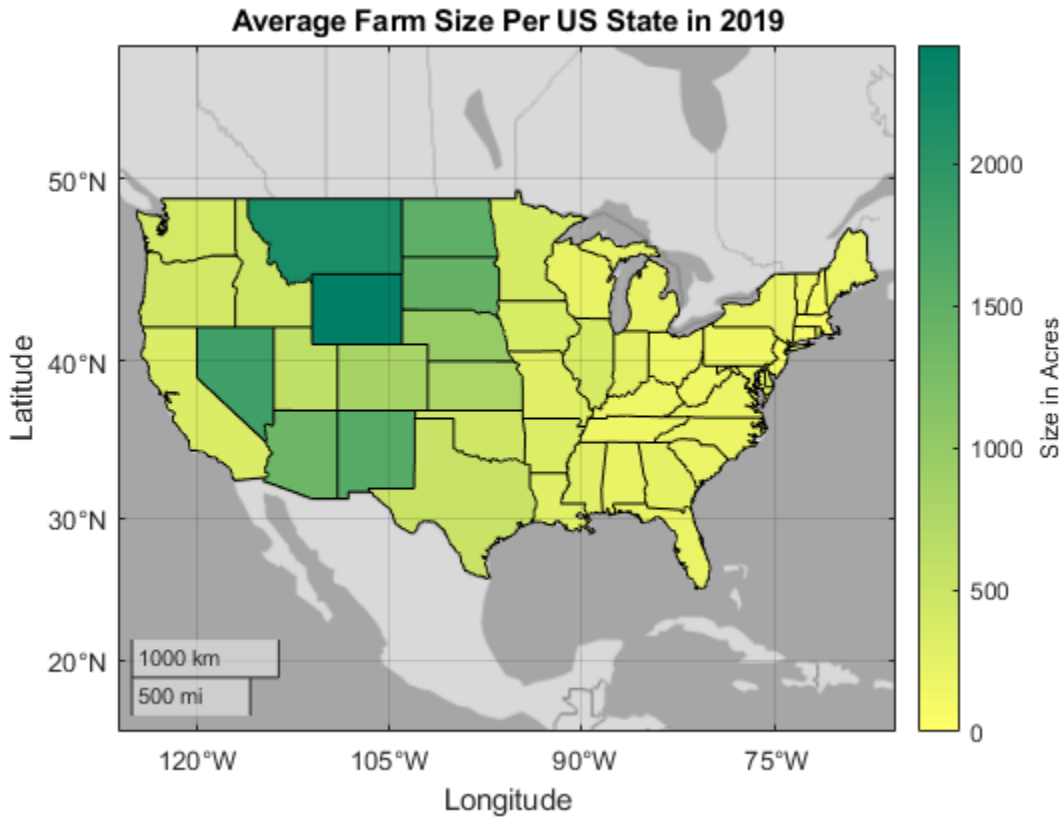 Average Farm Size Per US State in 2019
50°N
40°N
30°N
20°N
Latitude
1000 km
500 mi
120°W
105°W
90°W
75°W
Longitude
2000
1500
1000
500
0
Size in Acres